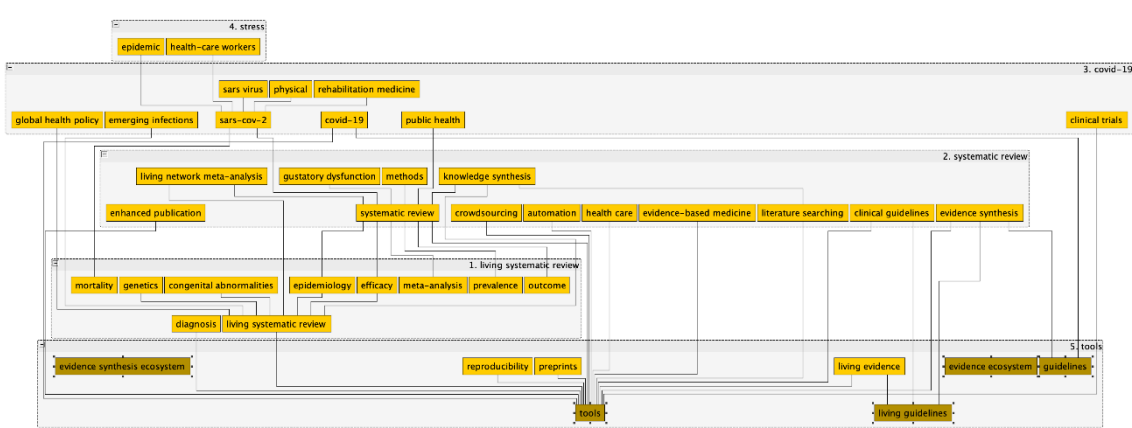 4. stress
epidemic health-care workers
3. covid-19
sars virus physical rehabilitation medicine
global health policy emerging infections sars-cov-2 covid-19 public health clinical trials
2. systematic review
living network meta-analysis gustatory dysfunction methods knowledge synthesis
enhanced publication systematic review crowdsourcing automation health care evidence-based medicine literature searching clinical guidelines evidence synthesis
1. living systematic review
mortality genetics congenital abnormalities epidemiology efficacy meta-analysis prevalence outcome
diagnosis living systematic review
5. tools
evidence synthesis ecosystem reproducibility preprints living evidence evidence ecosystem guidelines
tools living guidelines